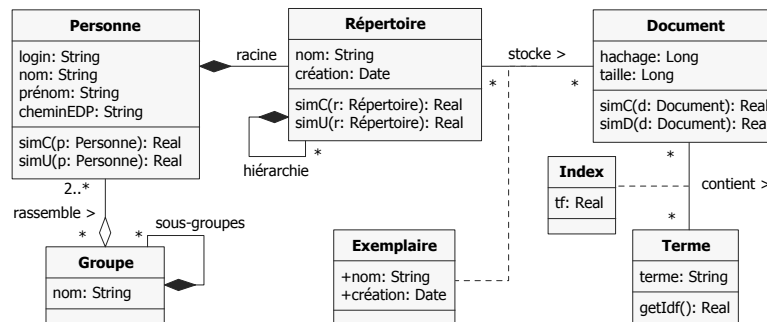 Personne
login: String
nom: String
prénom: String
cheminEDP: String
simC(p: Personne): Real
simU(p: Personne): Real
racine
Répertoire
nom: String
création: Date
simC(r: Répertoire): Real
simU(r: Répertoire): Real
*
hiérarchie
stocke >
*
*
Document
hachage: Long
taille: Long
simC(d: Document): Real
simD(d: Document): Rea
2..*
rassemble >
*
*
sous-groupes
Groupe
nom: String
Exemplaire
+nom: String
+création: Date
Index
tf: Real
*
contient >
*
Terme
terme: String
getIdf(): Real